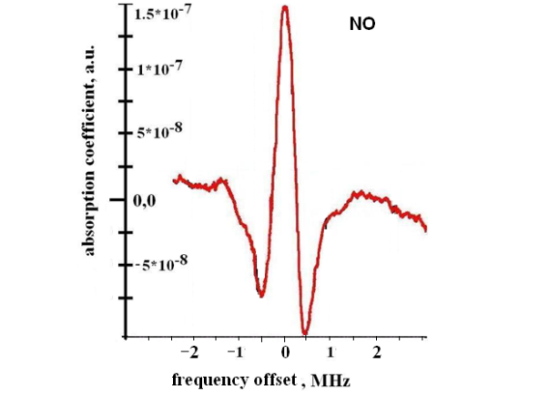 1.5*10-7
NO
1*10-7
5*10-8
0,0
-5*10-8
absorption coefficient, a.u.
−2 −1 0 1 2
frequency offset , MHz